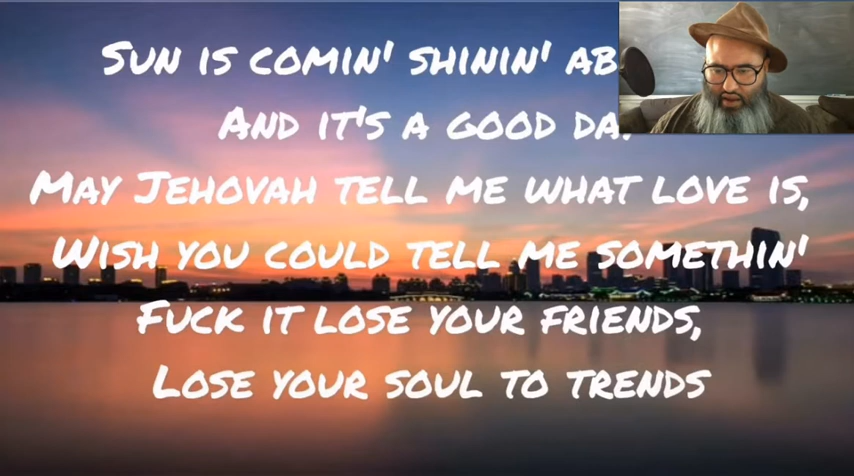 Sun is comin' shinin'
And it's a good
May Jehovah tell me what love is,
Wish you could tell me somethin'
Fuck it lose your friends,
Lose your soul to trends